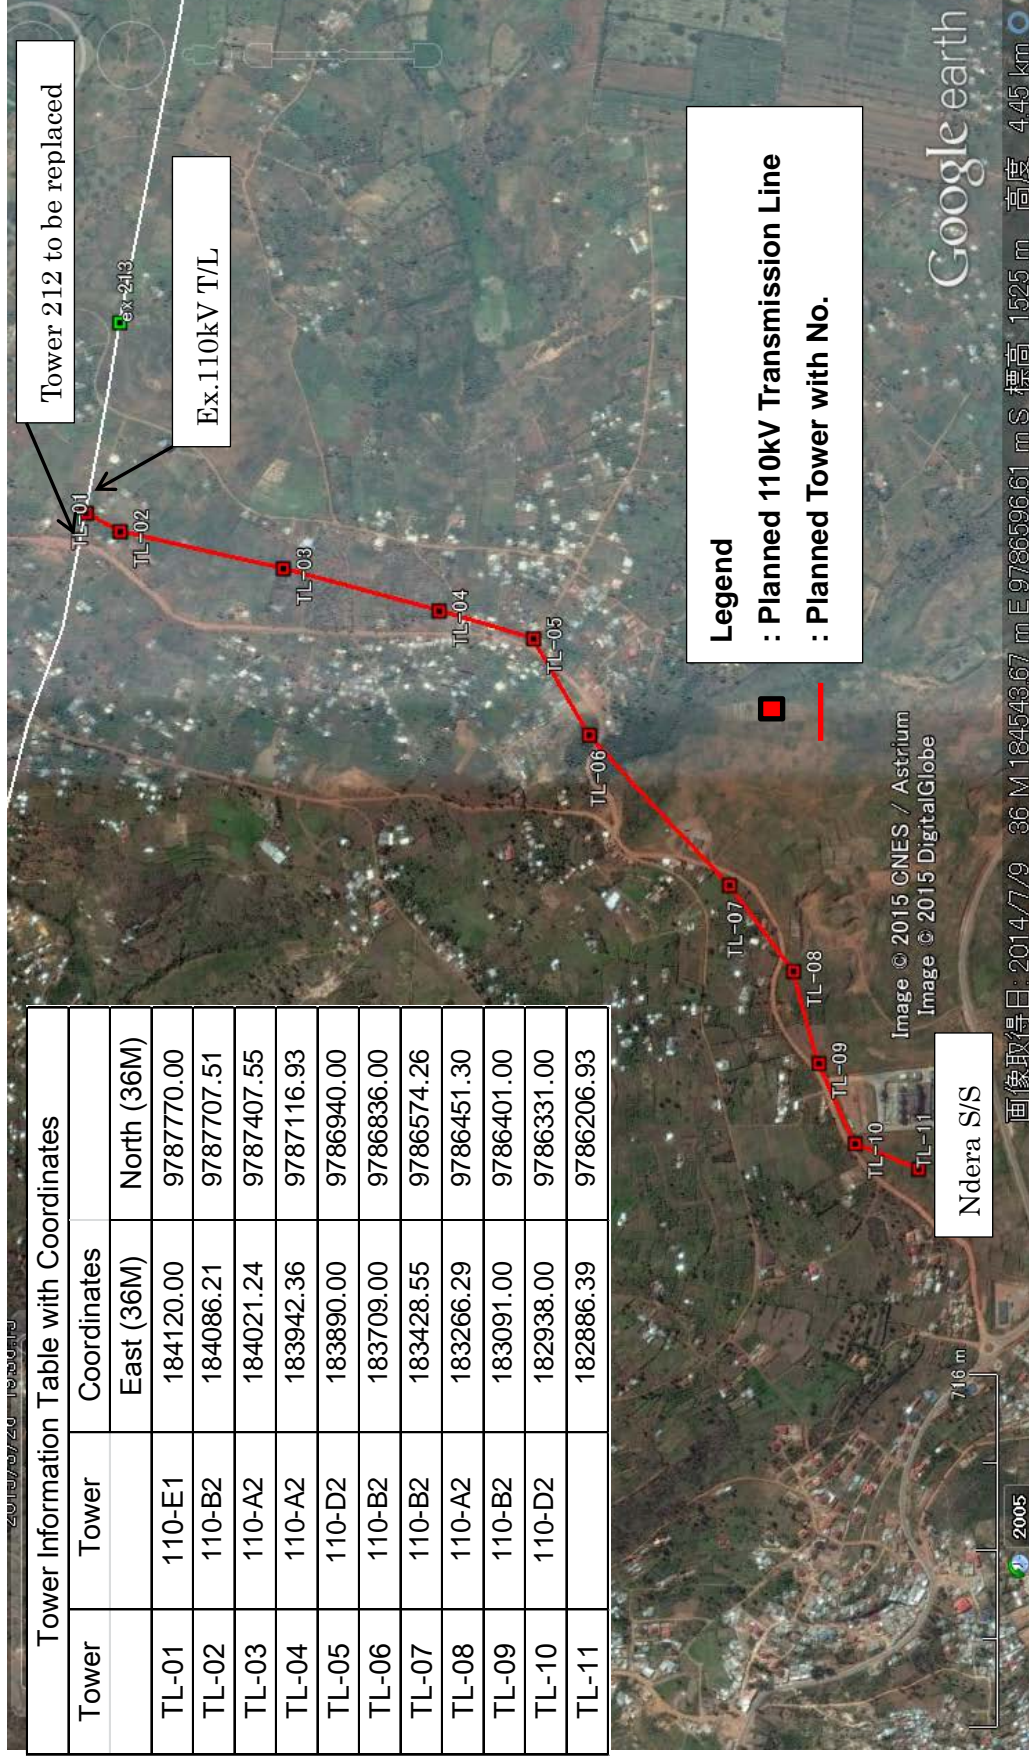 Tower Information Table with Coordinates
Tower Tower Coordinates
East (36M) North (36M)
TL-01 110-E1 184120.00 9787770.00
TL-02 110-B2 184086.21 9787707.51
TL-03 110-A2 184021.24 9787407.55
TL-04 110-A2 183942.36 9787116.93
TL-05 110-D2 183890.00 9786940.00
TL-06 110-B2 183709.00 9786836.00
TL-07 110-B2 183428.55 9786574.26
TL-08 110-A2 183266.29 9786451.30
TL-09 110-B2 183091.00 9786401.00
TL-10 110-D2 182938.00 9786331.00
TL-11 182886.39 9786206.93
Tower 212 to be replaced
Ex.110kV T/L
ex-213
TL-01
TL-02
TL-03
TL-04
TL-05
TL-06
TL-07
TL-08
TL-09
TL-10
TL-11
Ndera S/S
Legend
: Planned 110kV Transmission Line
: Planned Tower with No.
Image © 2015 CNES / Astrium
Image © 2015 DigitalGlobe
Google earth
716 m
2005
画像取得日: 2014/7/9 36 M 184543.67 m E 9786596.61 m S 標高 1525 m 高度 4.45 km